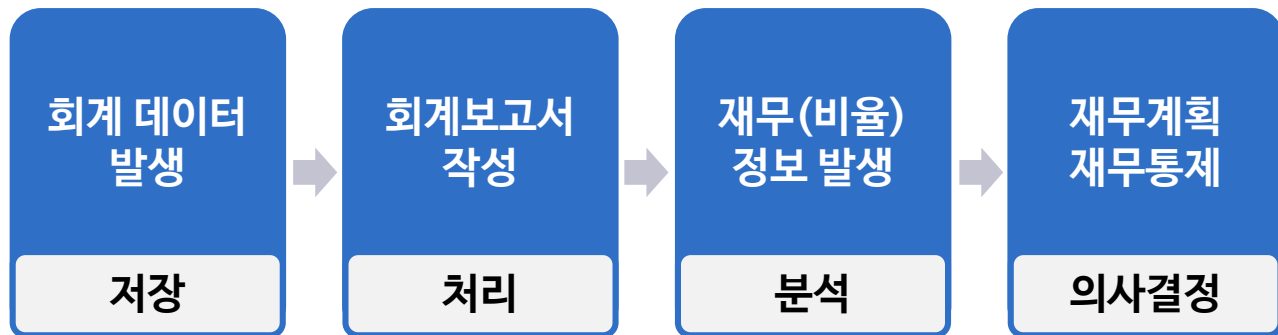 회계 데이터
발생
저장
회계보고서
작성
처리
재무(비율)
정보 발생
분석
재무계획
재무통제
의사결정